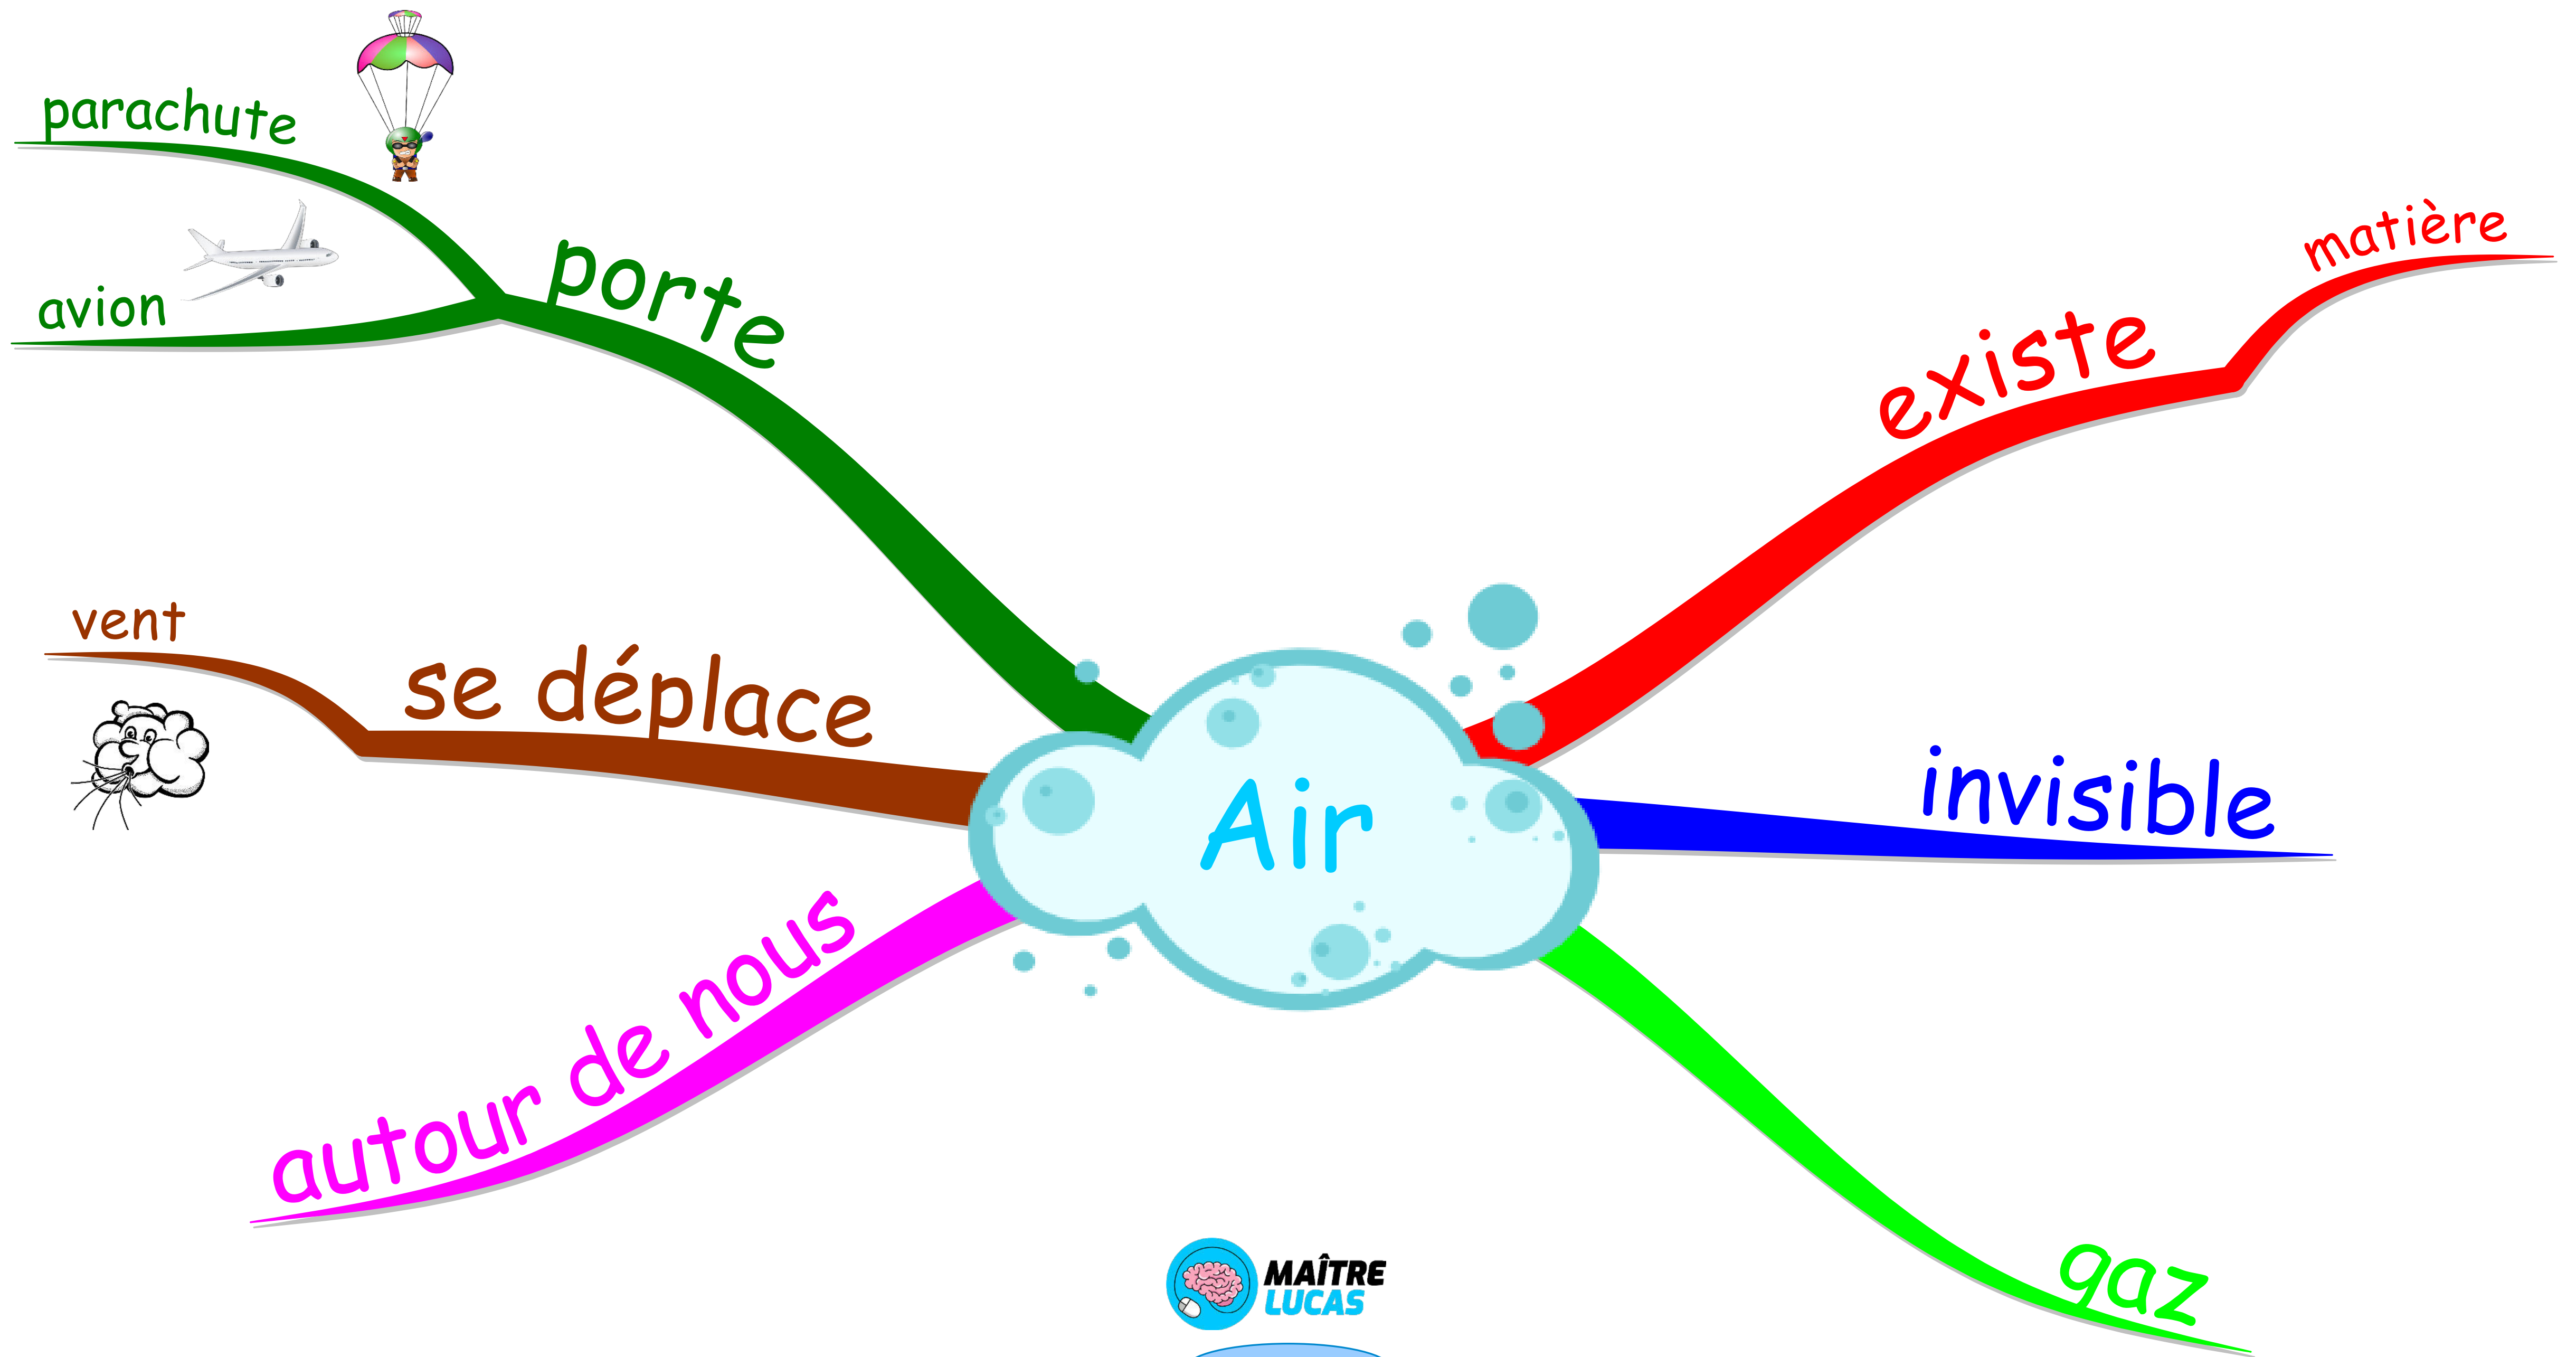 parachute
avion
porte
vent
se déplace
autour de nous
Air
existe
matière
invisible
gaz
MAÎTRE
LUCAS